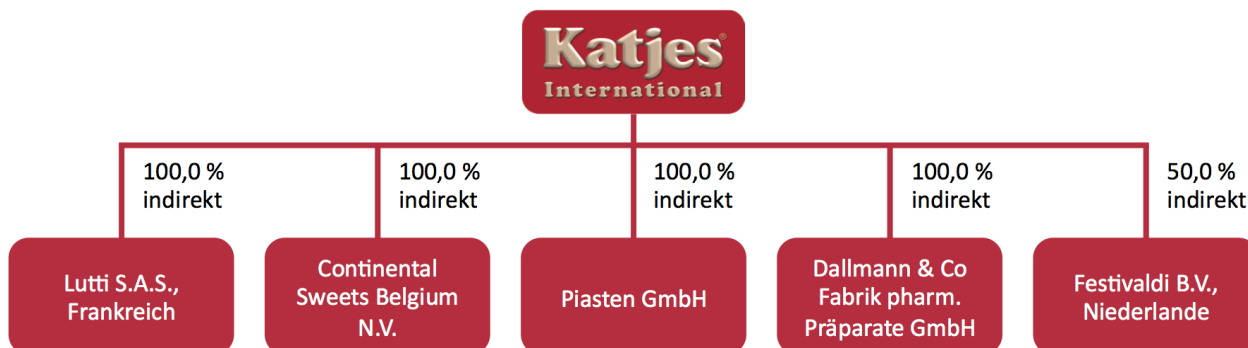 Katjes®
International
100,0 %
indirekt
100,0 %
indirekt
100,0 %
indirekt
100,0 %
indirekt
50,0 %
indirekt
Lutti S.A.S.,
Frankreich
Continental
Sweets Belgium
N.V.
Piasten GmbH
Dallmann & Co
Fabrik pharm.
Präparate GmbH
Festivaldi B.V.,
Niederlande